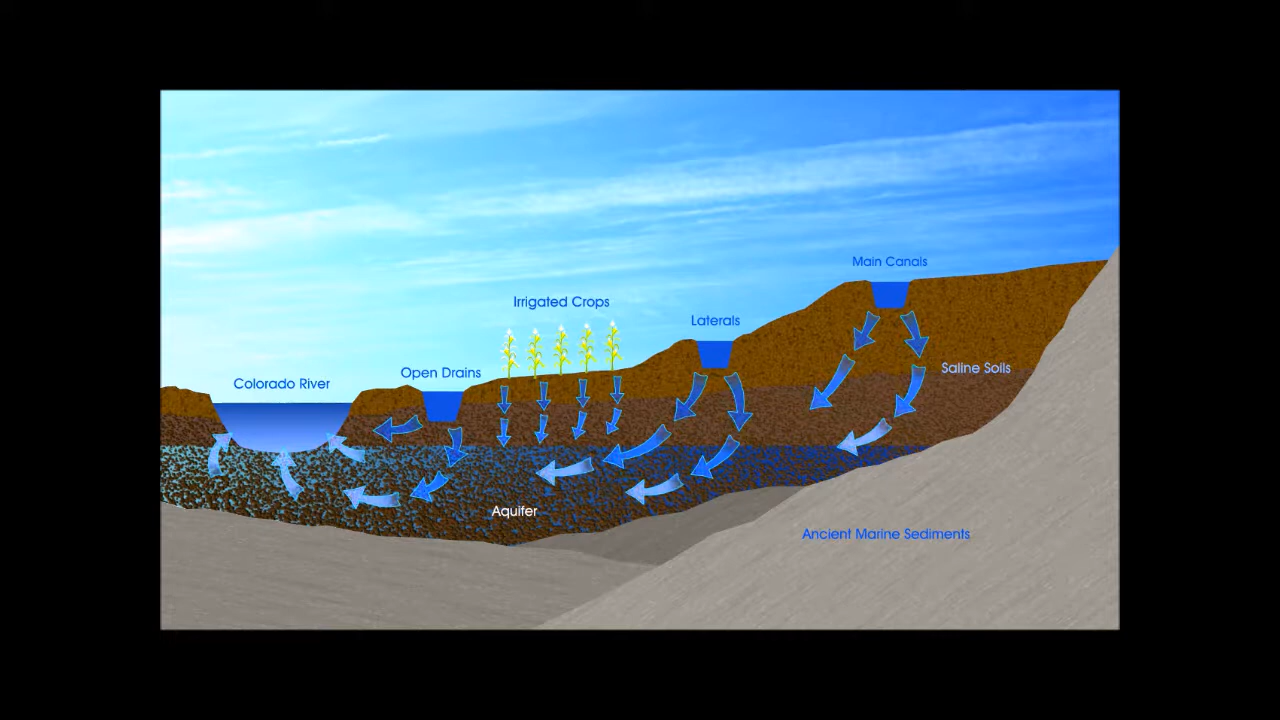 Main Canals
Irrigated Crops
Laterals
Open Drains
Saline Soils
Colorado River
Aquifer
Ancient Marine Sediments